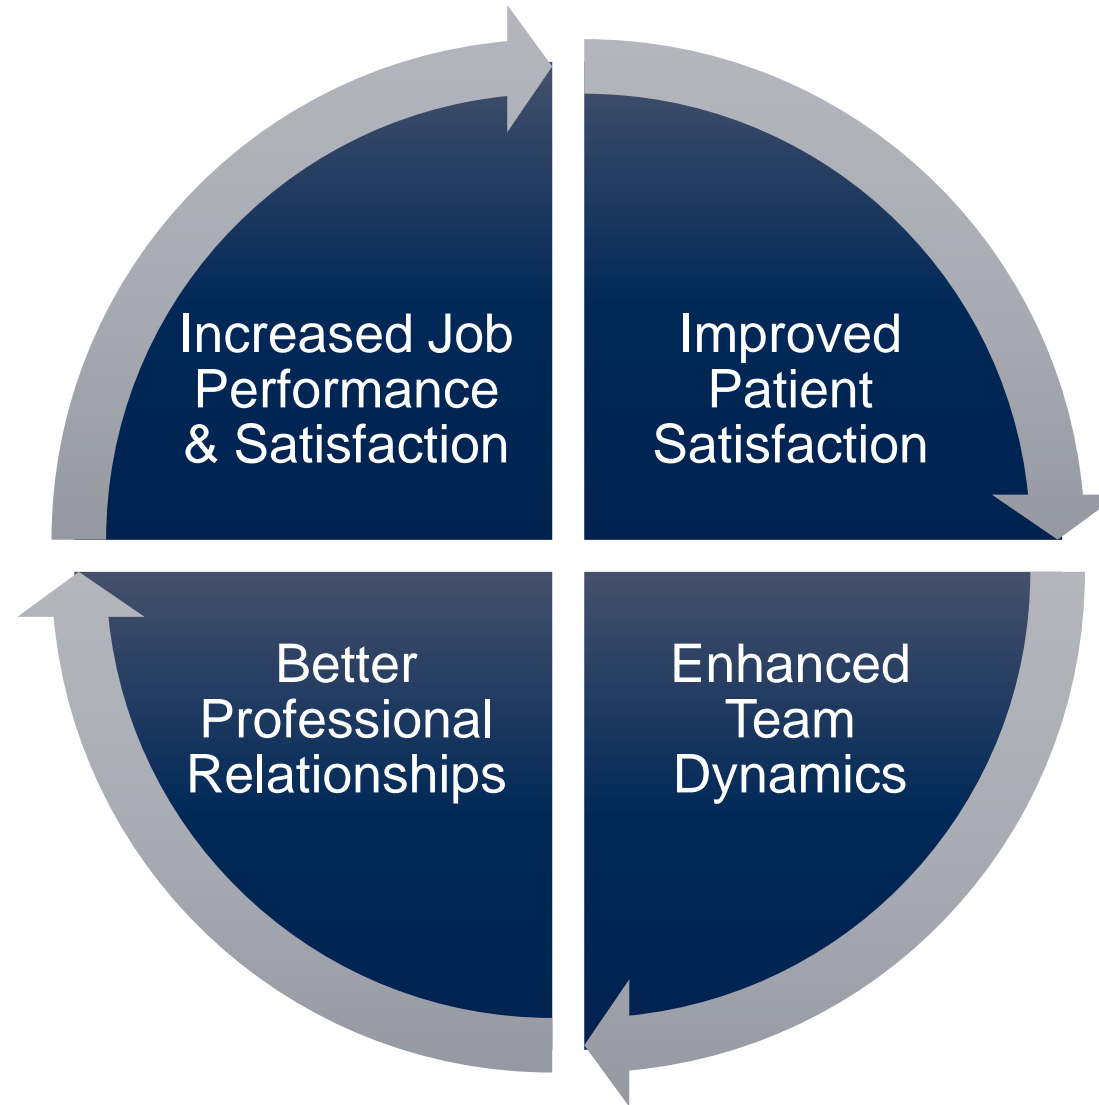 Increased Job
Performance
& Satisfaction
Improved
Patient
Satisfaction
Better
Professional
Relationships
Enhanced
Team
Dynamics